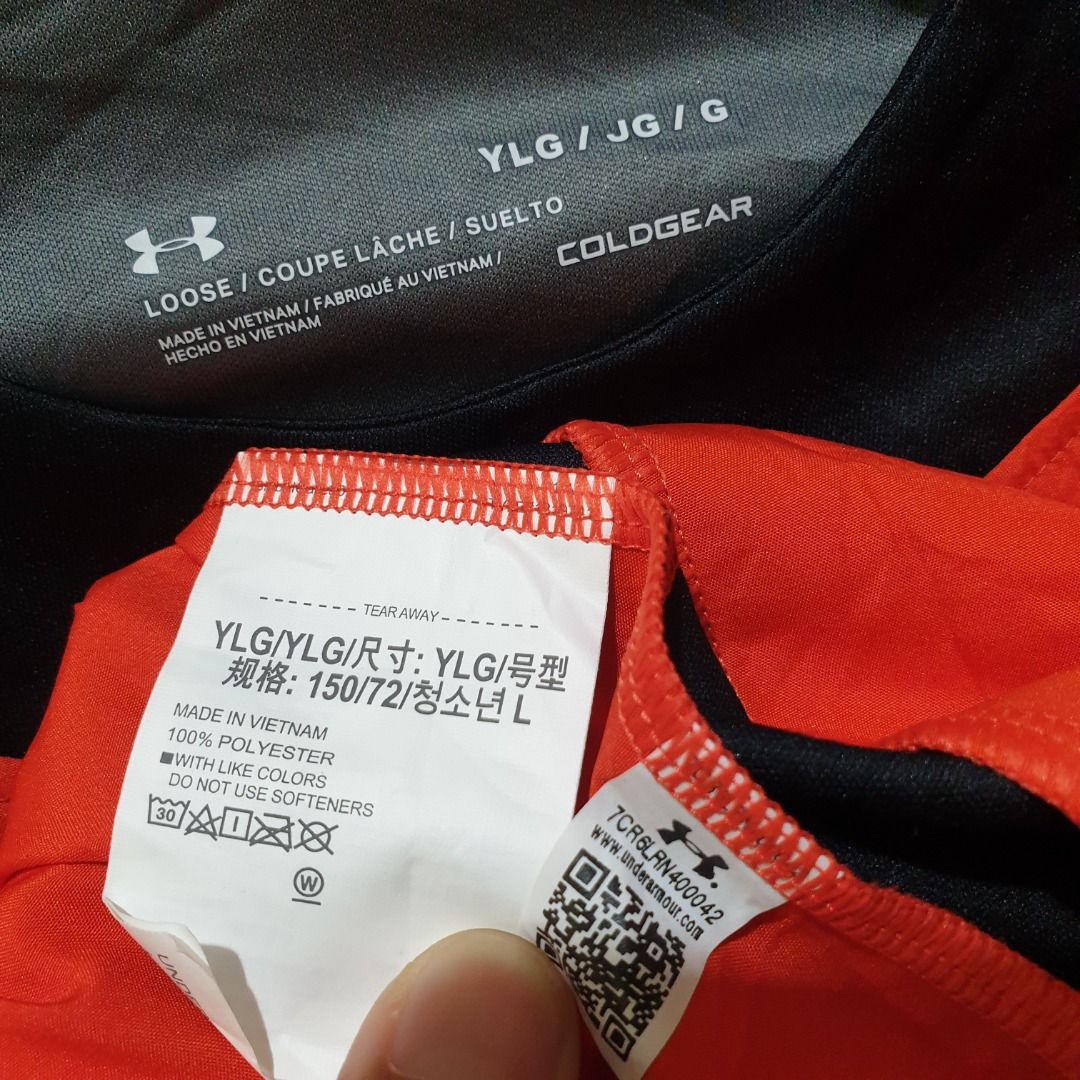 YLG / JG / G
LOOSE / COUPE LÂCHE / SUELTO
COLDGEAR
MADE IN VIETNAM / FABRIQUÉ AU VIETNAM /
HECHO EN VIETNAM
TEAR AWAY
YLG/YLG/尺寸: YLG/号型
规格: 150/72/청소년 L
MADE IN VIETNAM
100% POLYESTER
■WITH LIKE COLORS
DO NOT USE SOFTENERS
30
W
7CR6LRN400042
www.underarmour.com